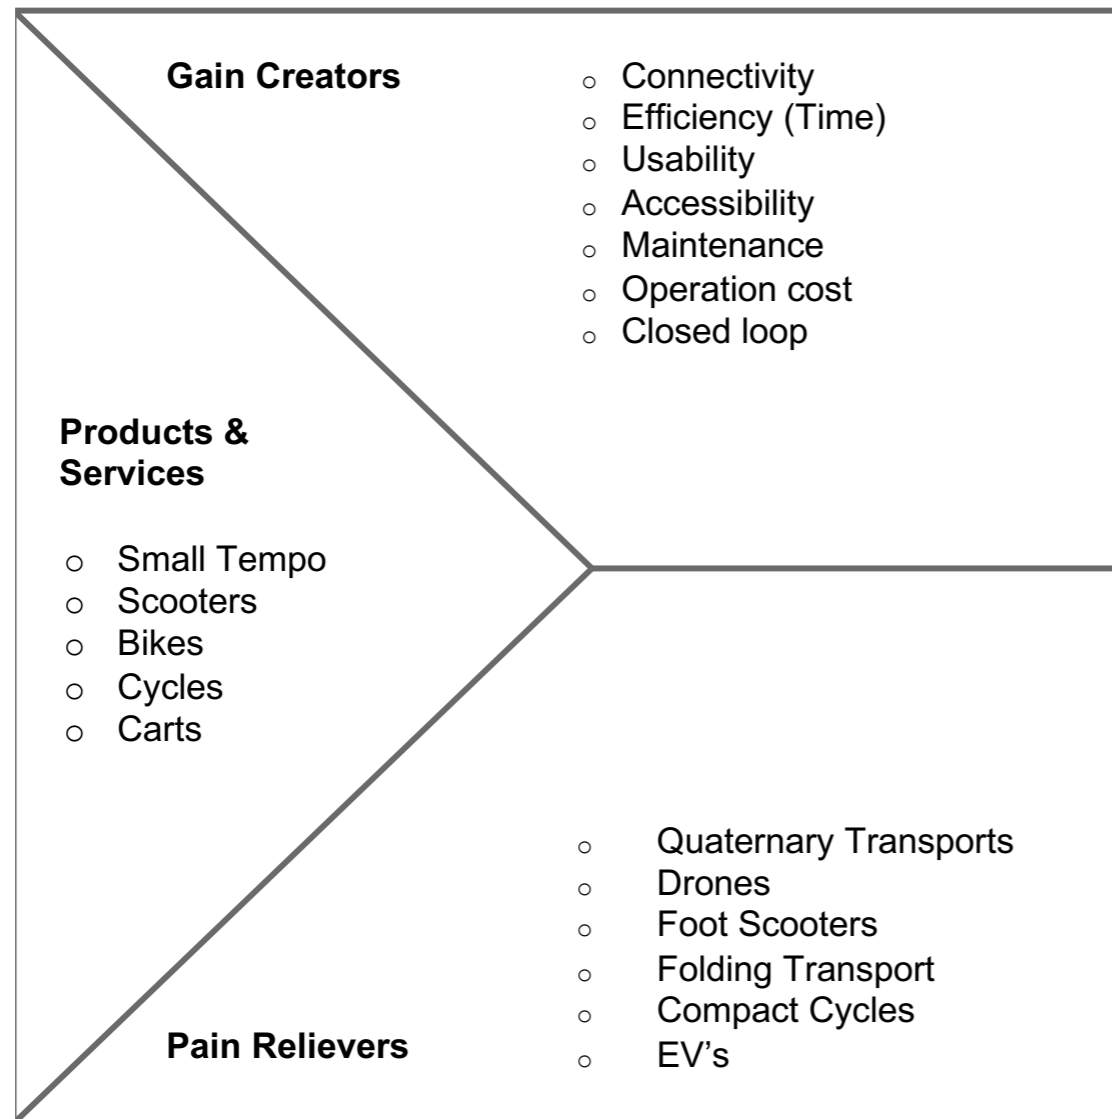 Gain Creators
○ Connectivity
○ Efficiency (Time)
○ Usability
○ Accessibility
○ Maintenance
○ Operation cost
○ Closed loop
Products &
Services
○ Small Tempo
○ Scooters
○ Bikes
○ Cycles
○ Carts
○ Quaternary Transports
○ Drones
○ Foot Scooters
○ Folding Transport
○ Compact Cycles
○ EV’s
Pain Relievers